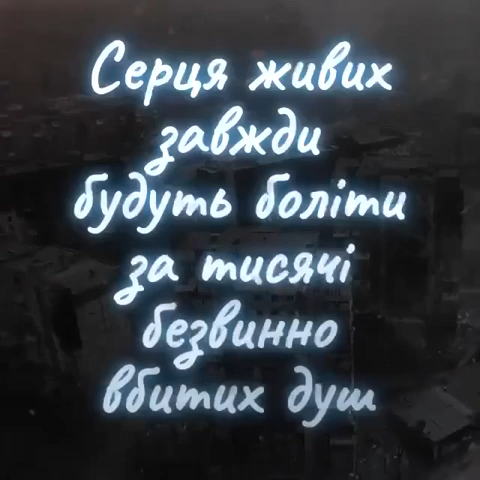 Серця живих
завжди
будуть боліти
за тисячі
безвинно
вбитих душ